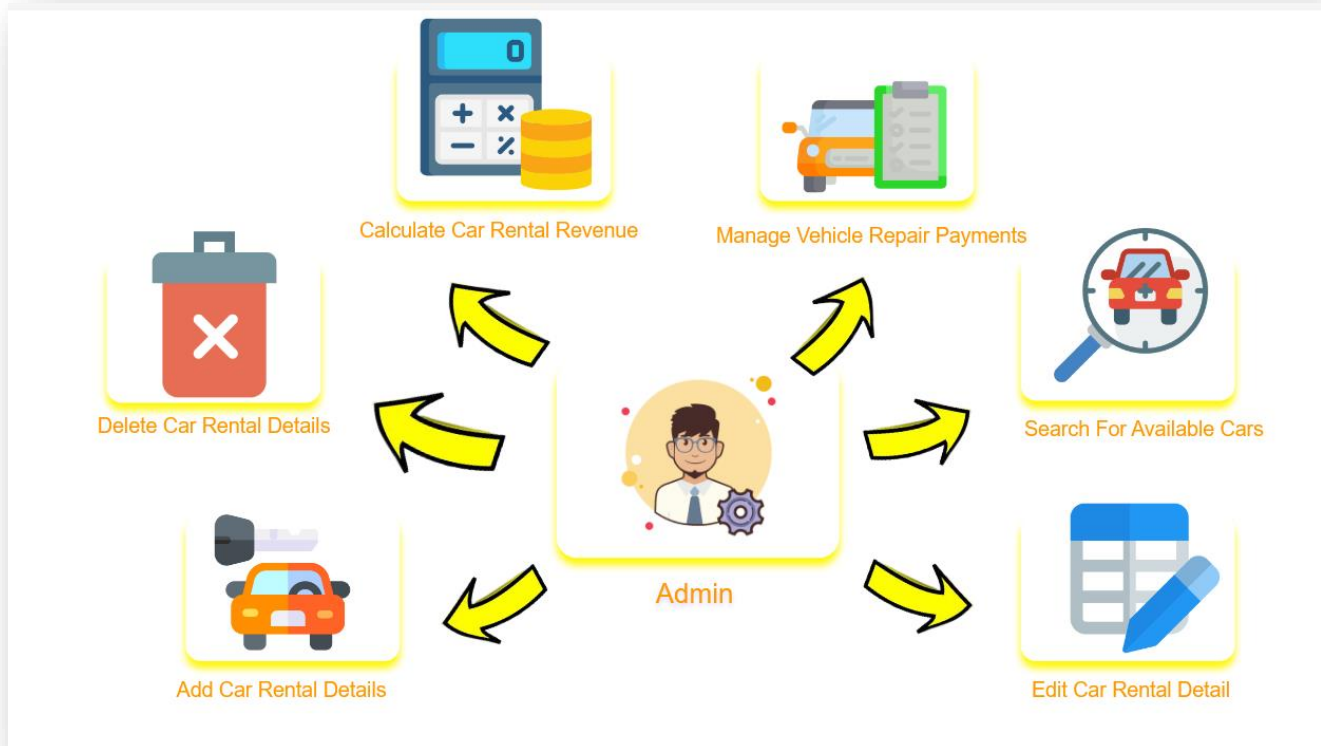 0
Calculate Car Rental Revenue
Manage Vehicle Repair Payments
Delete Car Rental Details
Search For Available Cars
Admin
Add Car Rental Details
Edit Car Rental Detail